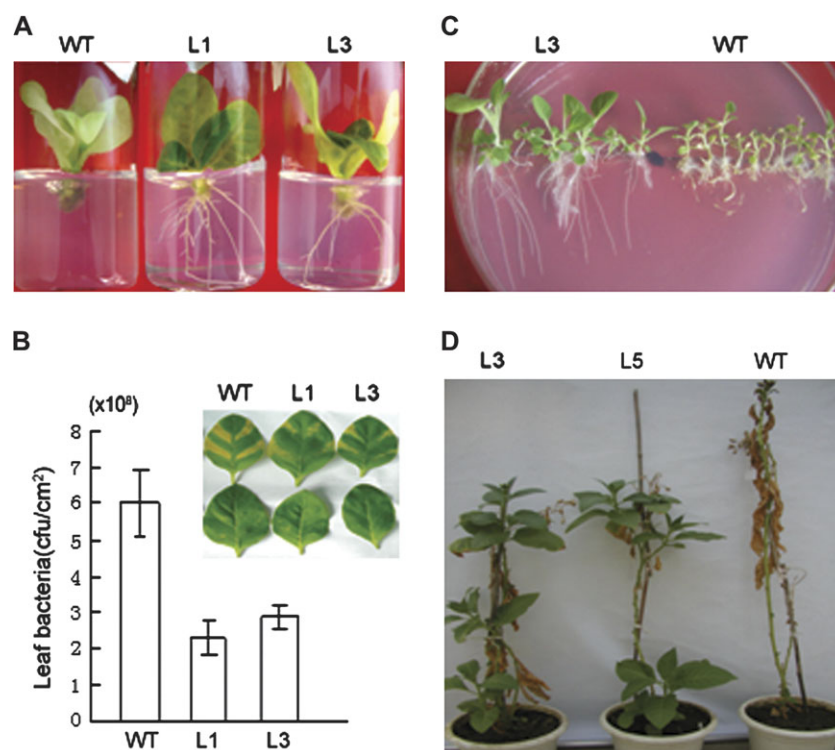 A
WT L1 L3
C
L3 WT
B
(x10⁸)
Leaf bacteria(cfu/cm²)
8
7
6
5
4
3
2
1
0
WT L1 L3
WT L1 L3
D
L3 L5 WT